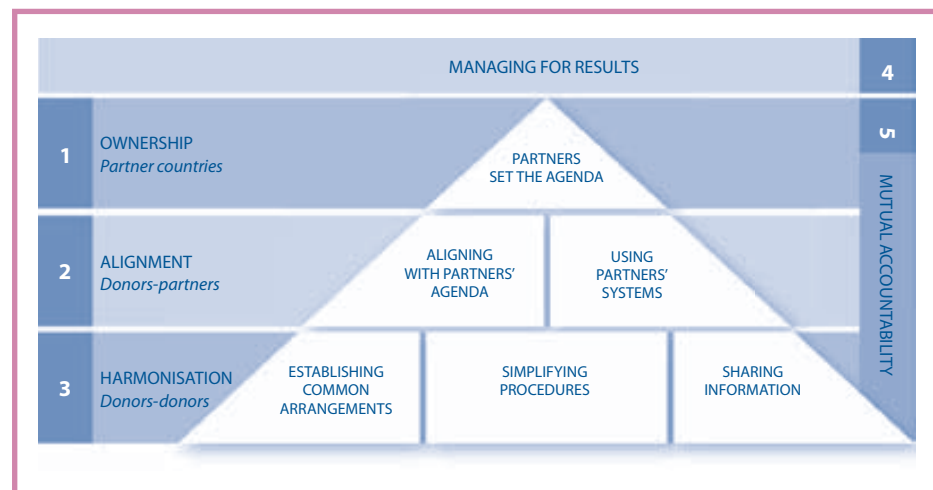 MANAGING FOR RESULTS
4
1
OWNERSHIP
Partner countries
PARTNERS
SET THE AGENDA
5
MUTUAL ACCOUNTABILITY
2
ALIGNMENT
Donors-partners
ALIGNING
WITH PARTNERS'
AGENDA
USING
PARTNERS'
SYSTEMS
3
HARMONISATION
Donors-donors
ESTABLISHING
COMMON
ARRANGEMENTS
SIMPLIFYING
PROCEDURES
SHARING
INFORMATION